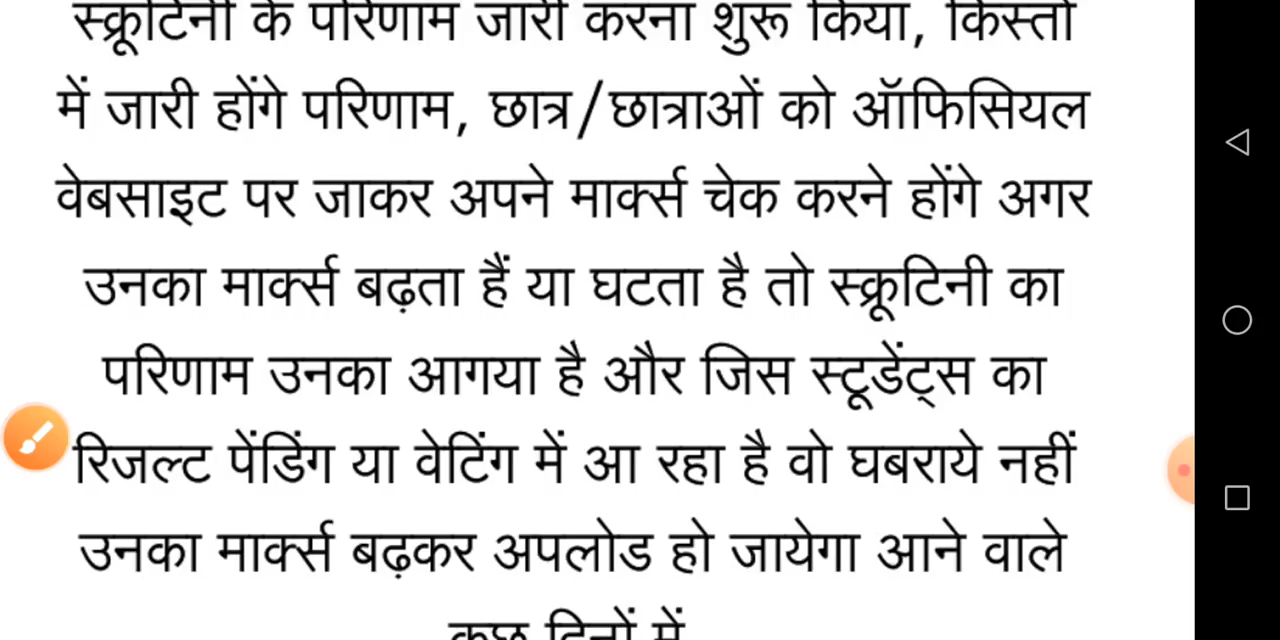 स्क्रूटिनी के परिणाम जारी करना शुरू किया, किस्तो
में जारी होंगे परिणाम, छात्र/छात्राओं को ऑफिसियल
वेबसाइट पर जाकर अपने मार्क्स चेक करने होंगे अगर
उनका मार्क्स बढ़ता हैं या घटता है तो स्क्रूटिनी का
परिणाम उनका आगया है और जिस स्टूडेंट्स का
रिजल्ट पेंडिंग या वेटिंग में आ रहा है वो घबराये नहीं
उनका मार्क्स बढ़कर अपलोड हो जायेगा आने वाले
कुछ दिनों में